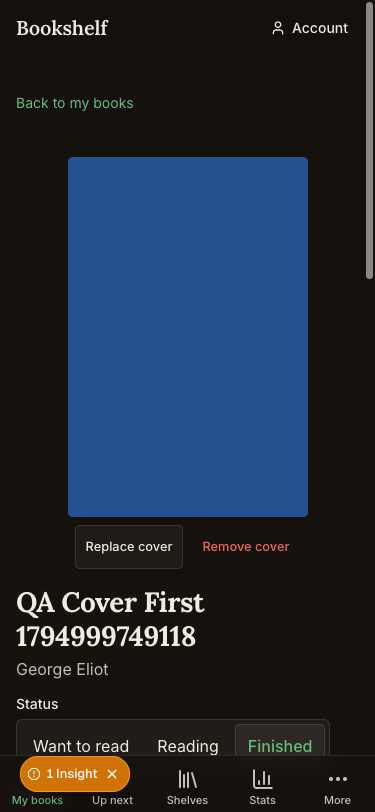 Bookshelf
Account
Back to my books
Replace cover
Remove cover
QA Cover First
1794999749118
George Eliot
Status
Want to read
Reading
Finished
1 Insight
My books
Up next
Shelves
Stats
More